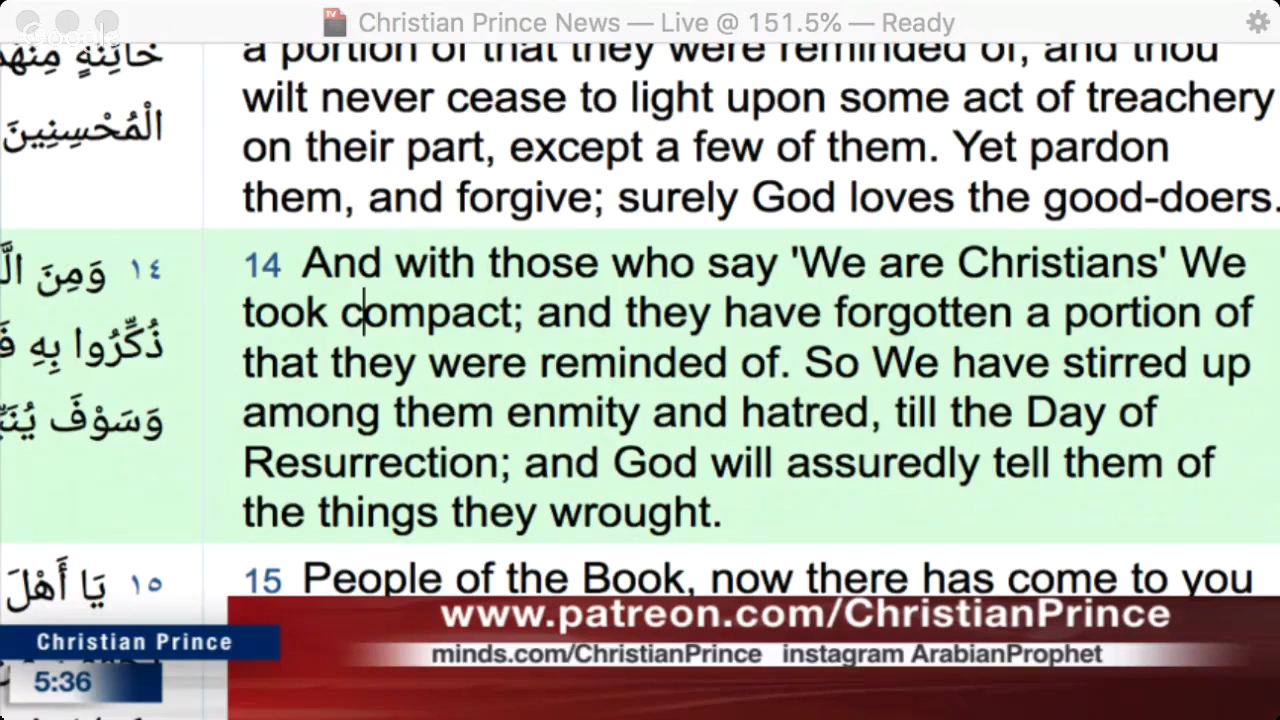 Christian Prince News — Live @ 151.5% — Ready
Google
a portion of that they were reminded of, and thou
wilt never cease to light upon some act of treachery
on their part, except a few of them. Yet pardon
them, and forgive; surely God loves the good-doers.
خَائِنَةٍ مِنْهُمْ
الْمُحْسِنِينَ
14 And with those who say 'We are Christians' We
took compact; and they have forgotten a portion of
that they were reminded of. So We have stirred up
among them enmity and hatred, till the Day of
Resurrection; and God will assuredly tell them of
the things they wrought.
١٤ وَمِنَ
ذُكِّرُوا بِهِ
وَسَوْفَ
15 People of the Book, now there has come to you
١٥ يَا أَهْلَ
www.patreon.com/ChristianPrince
Christian Prince
minds.com/ChristianPrince instagram ArabianProphet
5:36